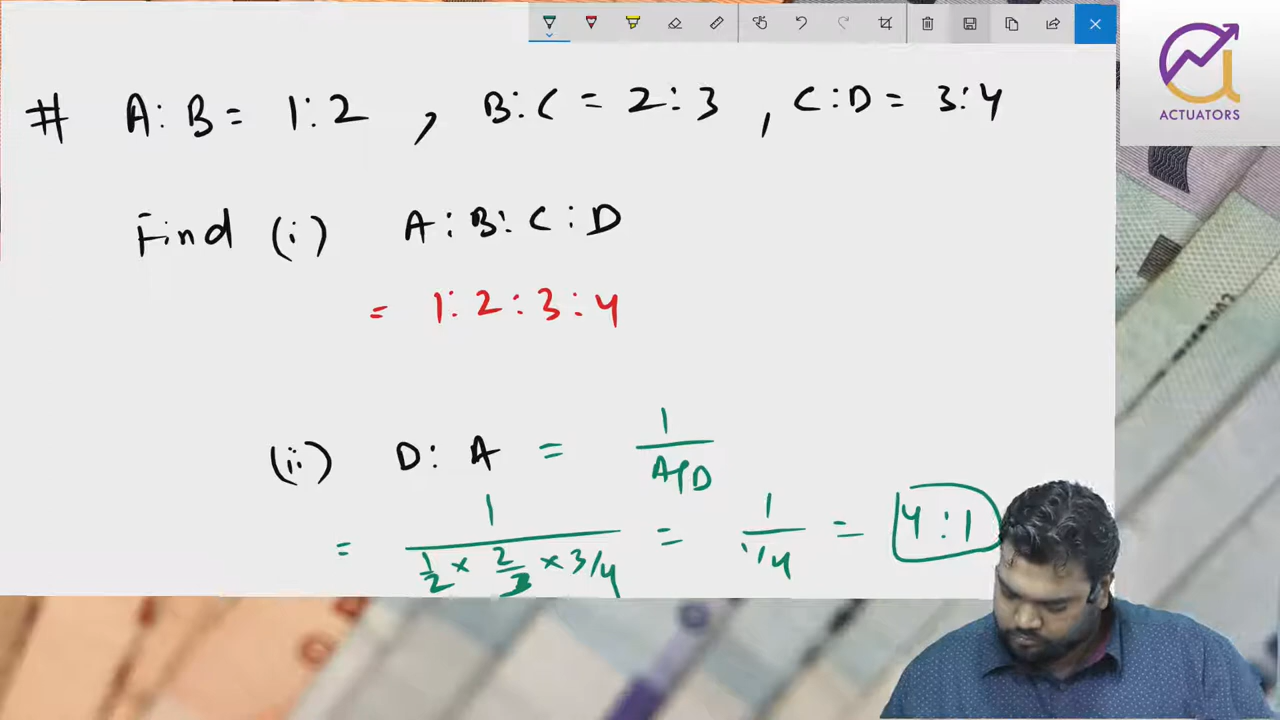 # A:B = 1:2 , B:C = 2:3 , C:D = 3:4
Find (i) A:B:C:D
= 1:2:3:4
(ii) D:A = 1/(A/D)
= 1/(1/2 × 2/3 × 3/4) = 1/(1/4) = 4:1
ACTUATORS